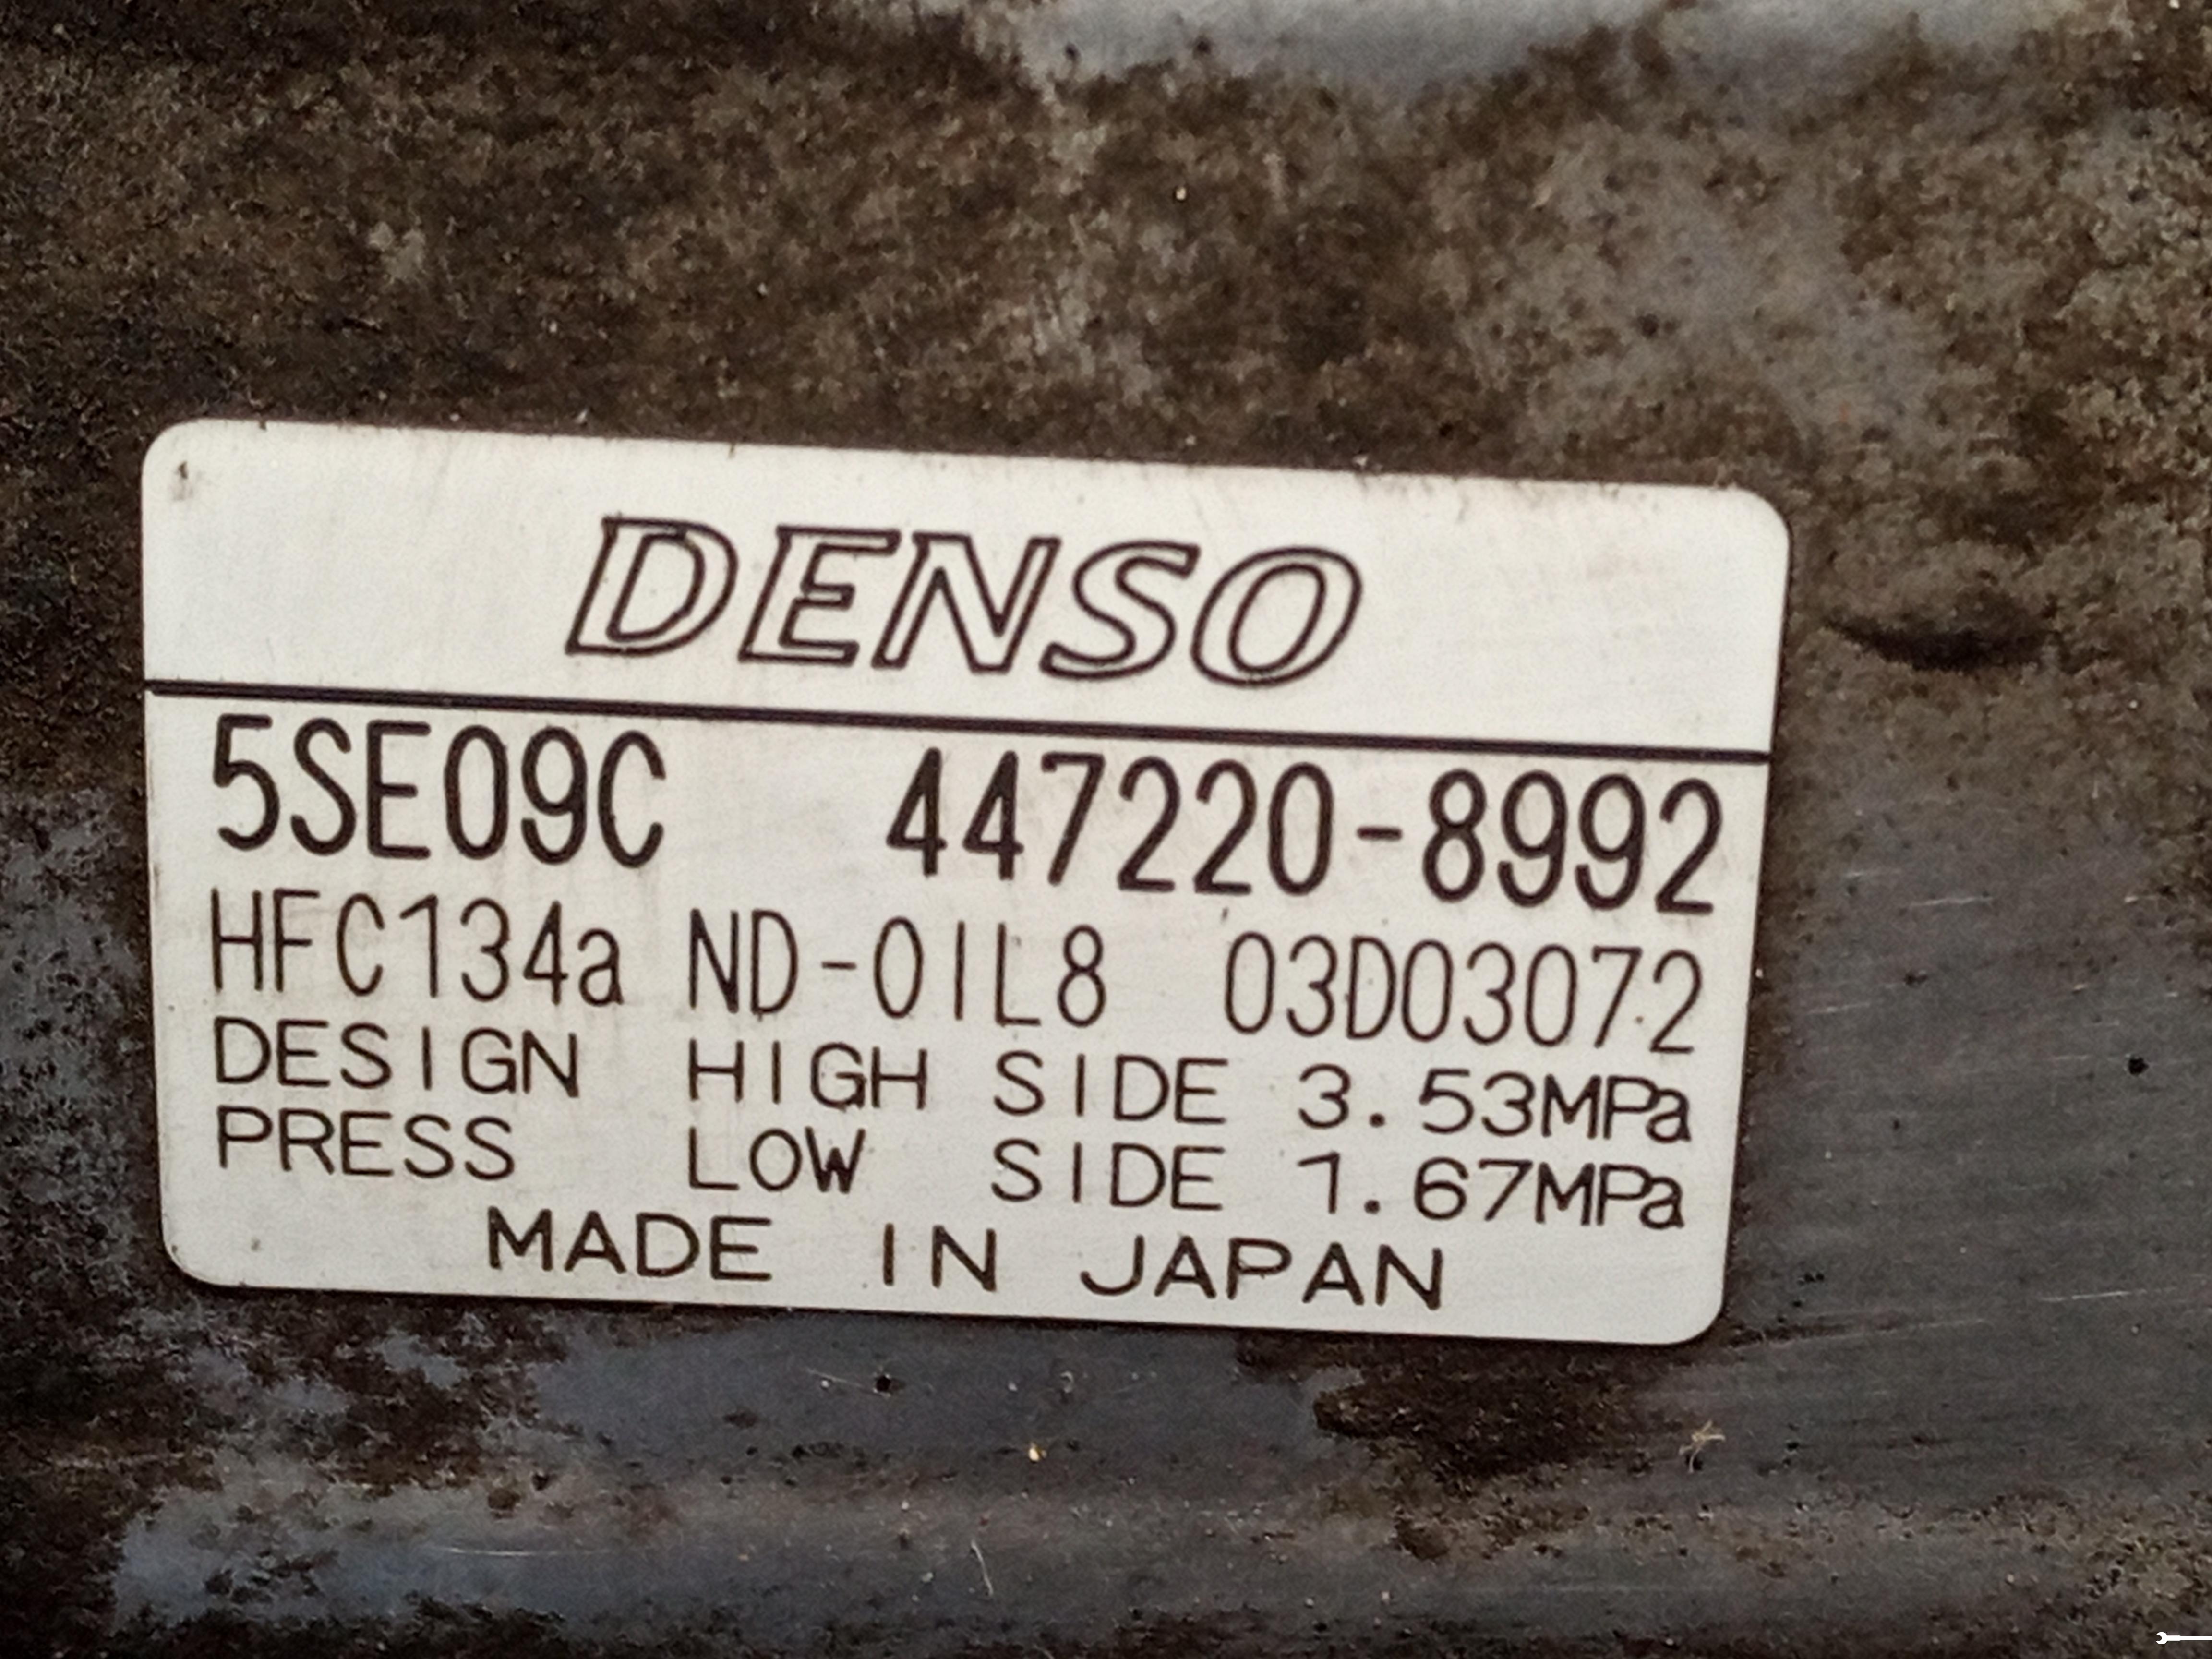 DENSO
5SE09C 447220-8992
HFC134a ND-OIL8 03D03072
DESIGN HIGH SIDE 3.53MPa
PRESS LOW SIDE 1.67MPa
MADE IN JAPAN